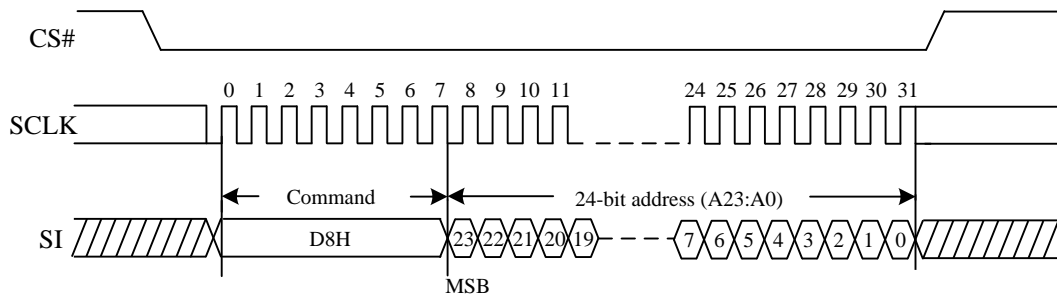 CS#
0 1 2 3 4 5 6 7 8 9 10 11 24 25 26 27 28 29 30 31
SCLK
Command 24-bit address (A23:A0)
SI D8H 23 22 21 20 19 7 6 5 4 3 2 1 0
MSB